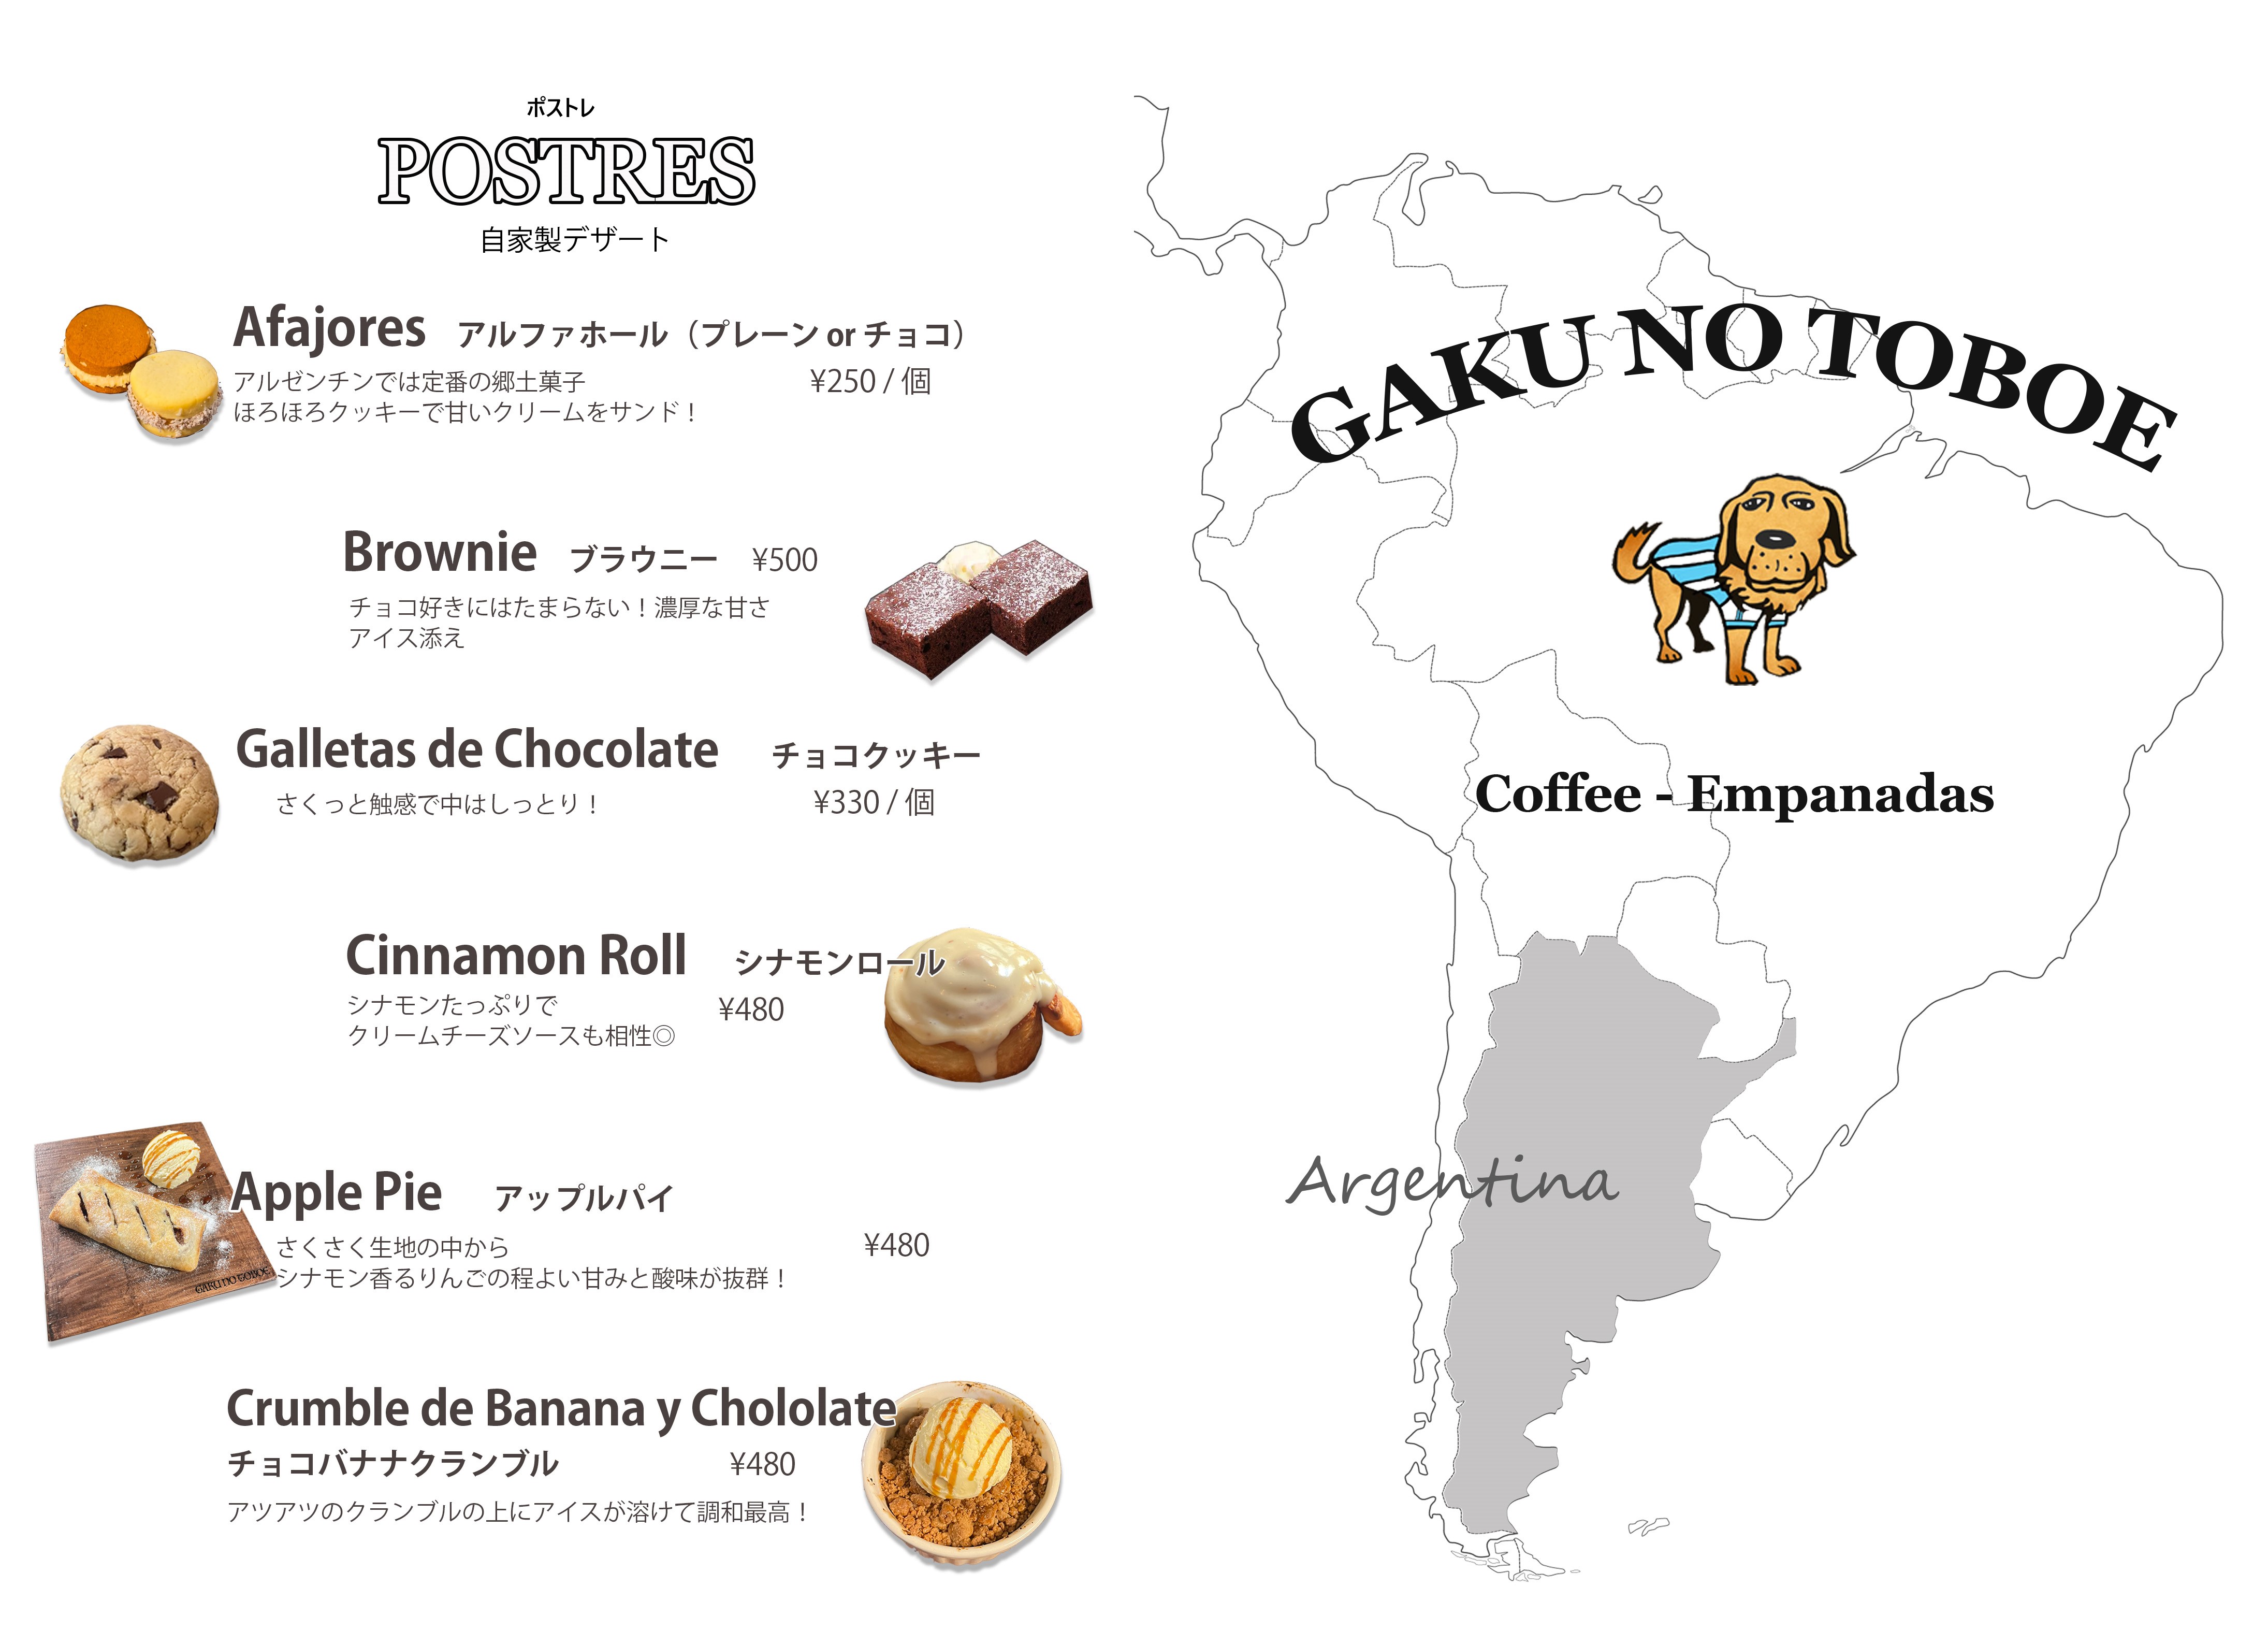 ポストレ
POSTRES
自家製デザート
Afajores アルファホール（プレーン or チョコ）
アルゼンチンでは定番の郷土菓子 ¥250 / 個
ほろほろクッキーで甘いクリームをサンド！
Brownie ブラウニー ¥500
チョコ好きにはたまらない！濃厚な甘さ
アイス添え
Galletas de Chocolate チョコクッキー
さくっと触感で中はしっとり！ ¥330 / 個
Cinnamon Roll シナモンロール
シナモンたっぷりで ¥480
クリームチーズソースも相性◎
Apple Pie アップルパイ
さくさく生地の中から ¥480
シナモン香るりんごの程よい甘みと酸味が抜群！
GAKU NO TOBOE
Crumble de Banana y Chololate
チョコバナナクランブル ¥480
アツアツのクランブルの上にアイスが溶けて調和最高！
GAKU NO TOBOE
Coffee - Empanadas
Argentina